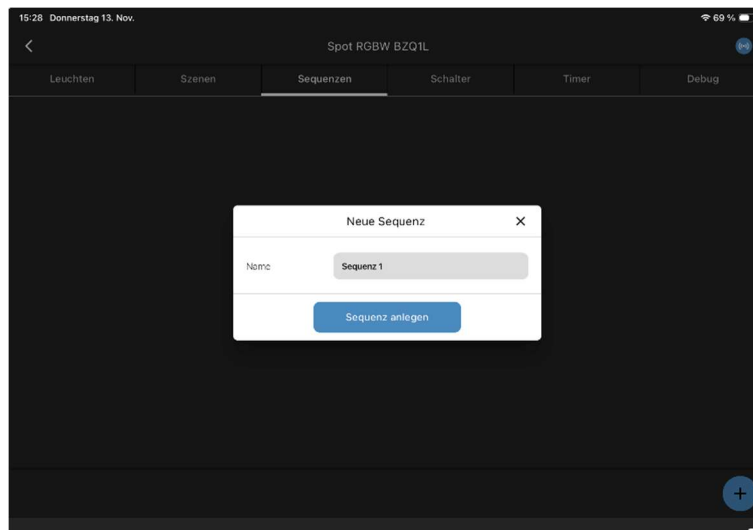 15:28 Donnerstag 13. Nov. 69 %
Spot RGBW BZQ1L
Leuchten Szenen Sequenzen Schalter Timer Debug
Neue Sequenz
Name Sequenz 1
Sequenz anlegen